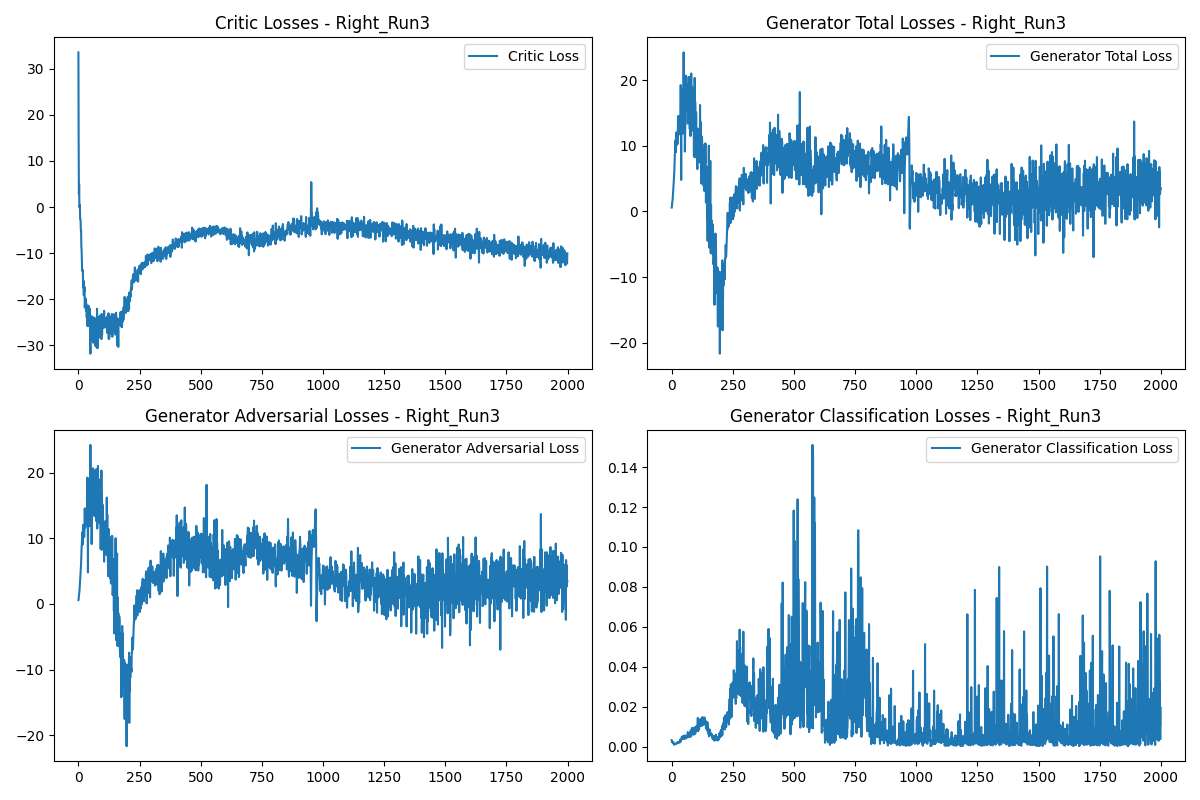 Critic Losses - Right_Run3
Critic Loss
30
20
10
0
−10
−20
−30
0 250 500 750 1000 1250 1500 1750 2000
Generator Total Losses - Right_Run3
Generator Total Loss
20
10
0
−10
−20
0 250 500 750 1000 1250 1500 1750 2000
Generator Adversarial Losses - Right_Run3
Generator Adversarial Loss
20
10
0
−10
−20
0 250 500 750 1000 1250 1500 1750 2000
Generator Classification Losses - Right_Run3
Generator Classification Loss
0.14
0.12
0.10
0.08
0.06
0.04
0.02
0.00
0 250 500 750 1000 1250 1500 1750 2000